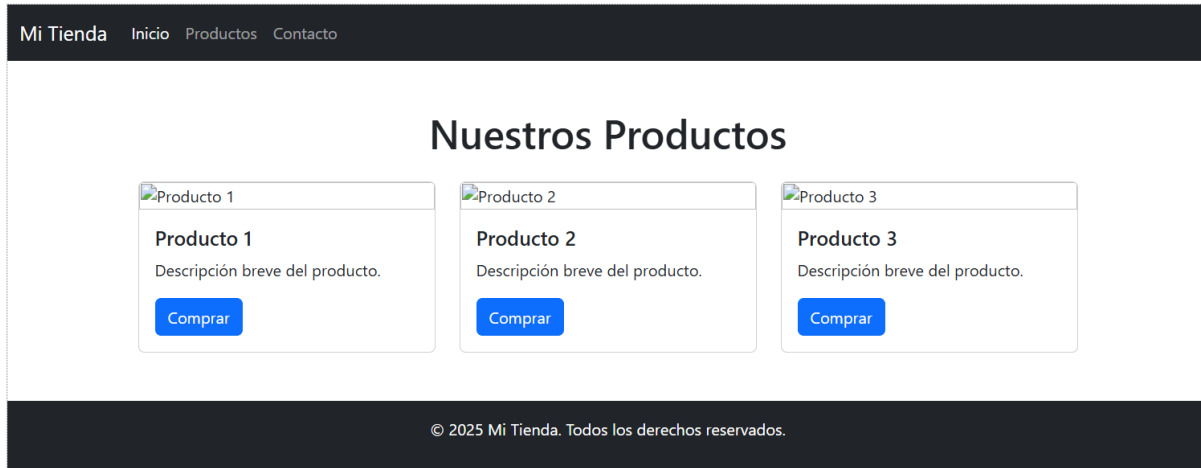 Mi Tienda Inicio Productos Contacto
Nuestros Productos
Producto 1
Producto 1
Descripción breve del producto.
Comprar
Producto 2
Producto 2
Descripción breve del producto.
Comprar
Producto 3
Producto 3
Descripción breve del producto.
Comprar
© 2025 Mi Tienda. Todos los derechos reservados.